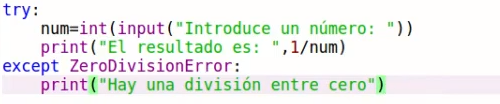 try:
    num=int(input("Introduce un número: "))
    print("El resultado es: ",1/num)
except ZeroDivisionError:
    print("Hay una división entre cero")